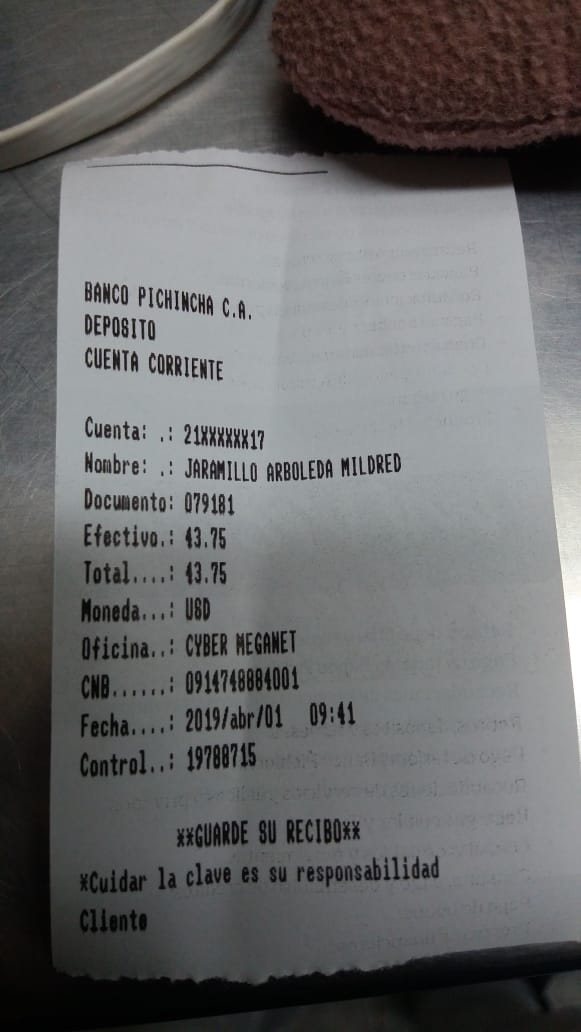 BANCO PICHINCHA C.A.
DEPOSITO
CUENTA CORRIENTE
Cuenta: .: 21XXXXXX17
Nombre: .: JARAMILLO ARBOLEDA MILDRED
Documento: 079181
Efectivo.: 43.75
Total....: 43.75
Moneda...: USD
Oficina..: CYBER MEGANET
CNB......: 0914748884001
Fecha....: 2019/abr/01 09:41
Control..: 19788715
**GUARDE SU RECIBO**
*Cuidar la clave es su responsabilidad
Cliente